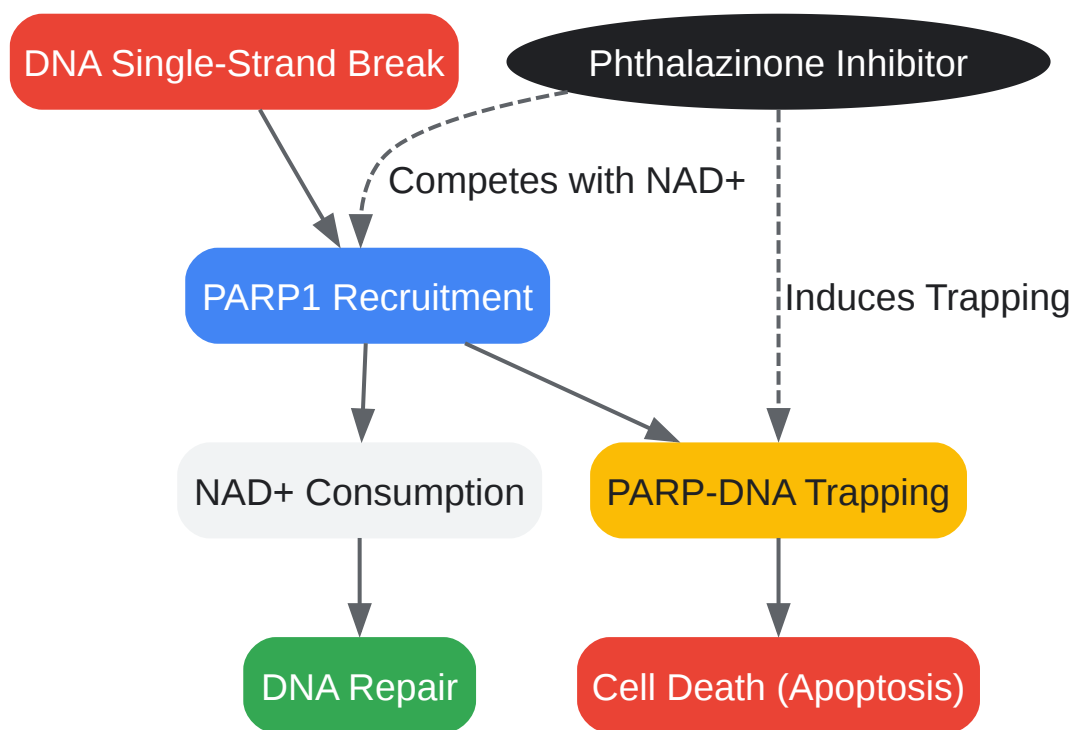 DNA Single-Strand Break
Phthalazinone Inhibitor
Competes with NAD+
PARP1 Recruitment
Induces Trapping
NAD+ Consumption
PARP-DNA Trapping
DNA Repair
Cell Death (Apoptosis)